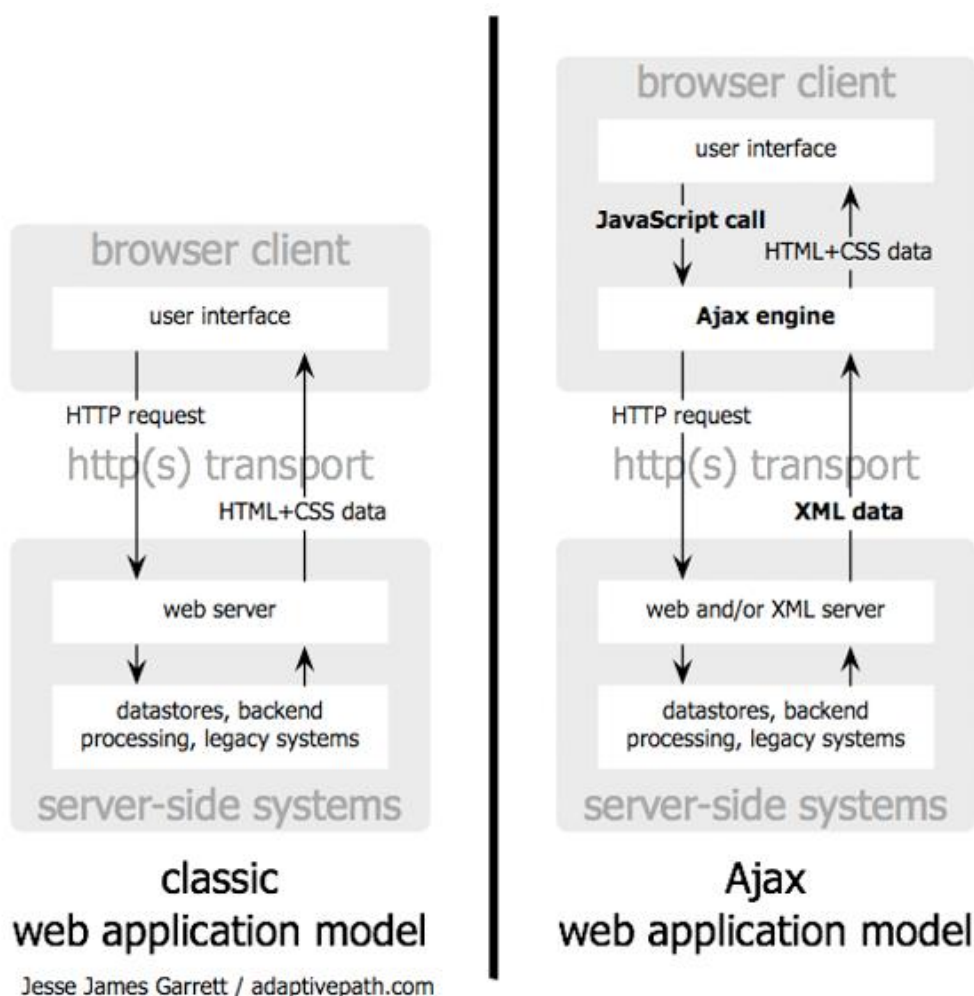 browser client
user interface
HTTP request
http(s) transport
HTML+CSS data
web server
datastores, backend
processing, legacy systems
server-side systems
classic
web application model
Jesse James Garrett / adaptivepath.com
browser client
user interface
JavaScript call
HTML+CSS data
Ajax engine
HTTP request
http(s) transport
XML data
web and/or XML server
datastores, backend
processing, legacy systems
server-side systems
Ajax
web application model